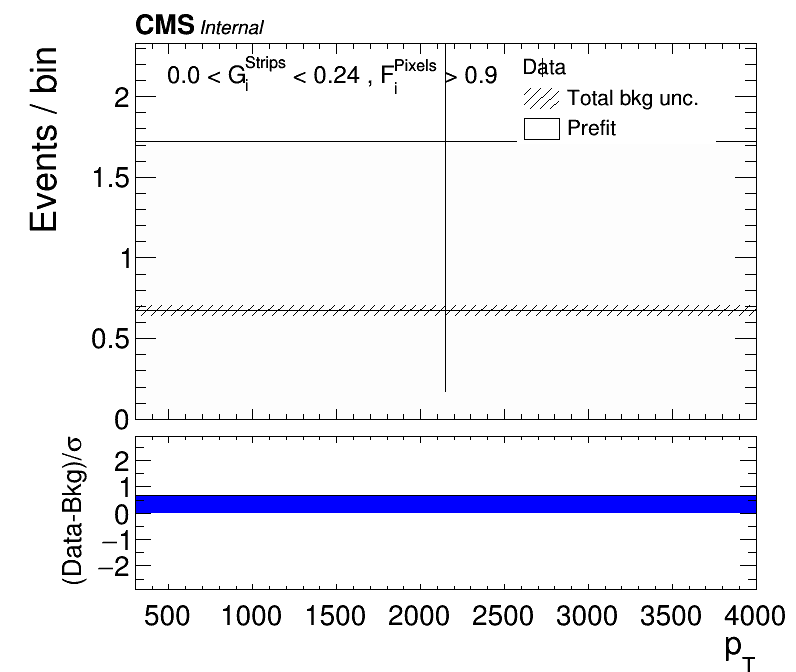 CMS Internal
Events / bin
0.0 < G_i^Strips < 0.24 , F_i^Pixels > 0.9
Data
Total bkg unc.
Prefit
2
1.5
1
0.5
0
(Data-Bkg)/σ
2
1
0
−1
−2
500 1000 1500 2000 2500 3000 3500 4000
p_T